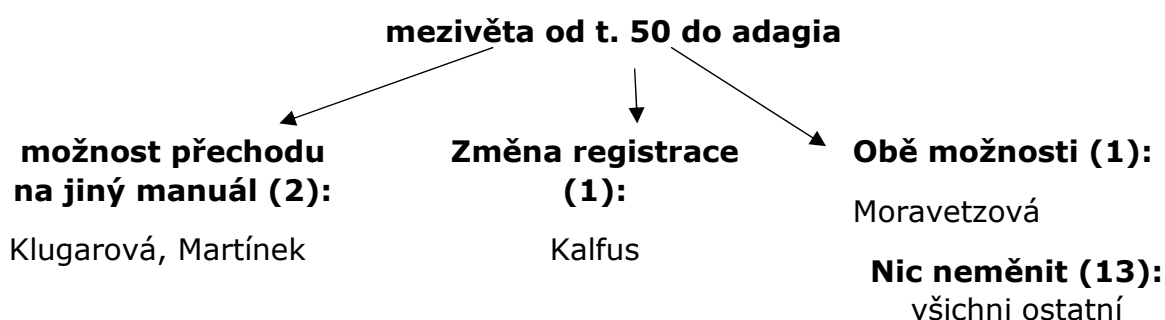 mezivěta od t. 50 do adagia
možnost přechodu
na jiný manuál (2):
Klugarová, Martínek
Změna registrace
(1):
Kalfus
Obě možnosti (1):
Moravetzová
Nic neměnit (13):
všichni ostatní